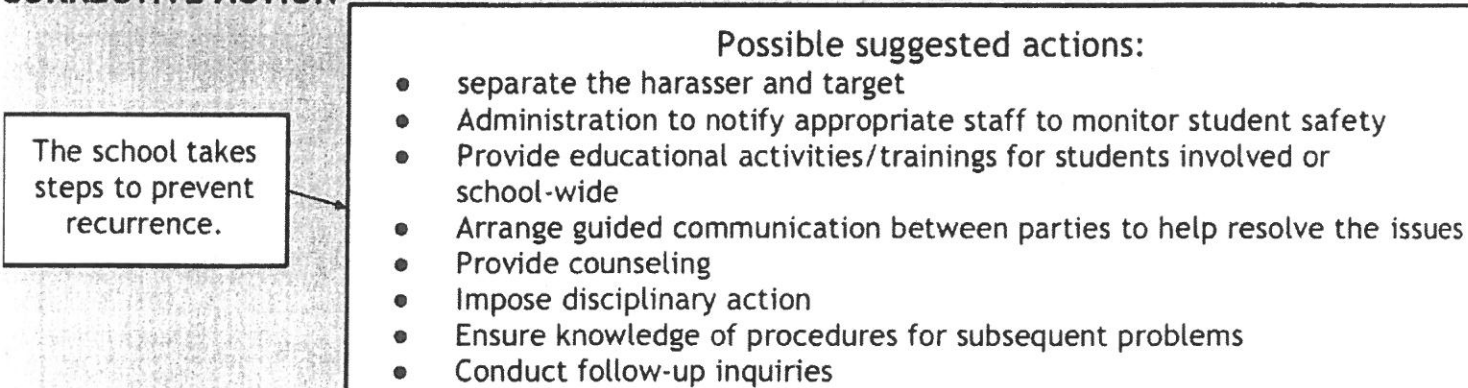 CORRECTIVE ACTION
The school takes
steps to prevent
recurrence.
Possible suggested actions:
• separate the harasser and target
• Administration to notify appropriate staff to monitor student safety
• Provide educational activities/trainings for students involved or
school-wide
• Arrange guided communication between parties to help resolve the issues
• Provide counseling
• Impose disciplinary action
• Ensure knowledge of procedures for subsequent problems
• Conduct follow-up inquiries